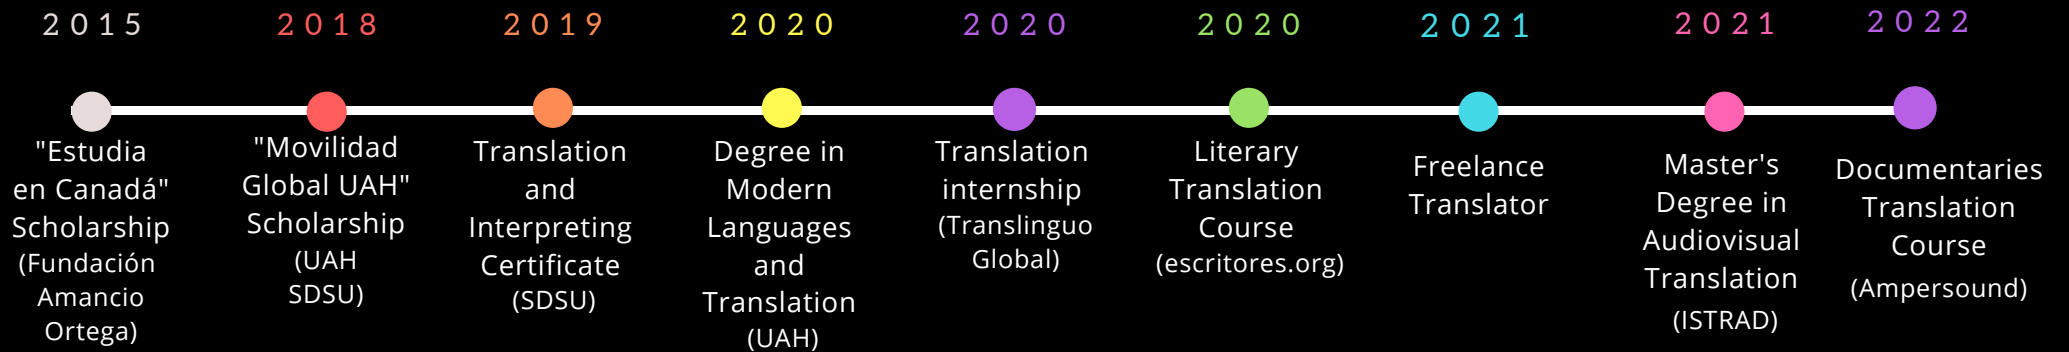 2015
2018
2019
2020
2020
2020
2021
2021
2022
"Estudia
en Canadá"
Scholarship
(Fundación
Amancio
Ortega)
"Movilidad
Global UAH"
Scholarship
(UAH
SDSU)
Translation
and
Interpreting
Certificate
(SDSU)
Degree in
Modern
Languages
and
Translation
(UAH)
Translation
internship
(Translinguo
Global)
Literary
Translation
Course
(escritores.org)
Freelance
Translator
Master's
Degree in
Audiovisual
Translation
(ISTRAD)
Documentaries
Translation
Course
(Ampersound)